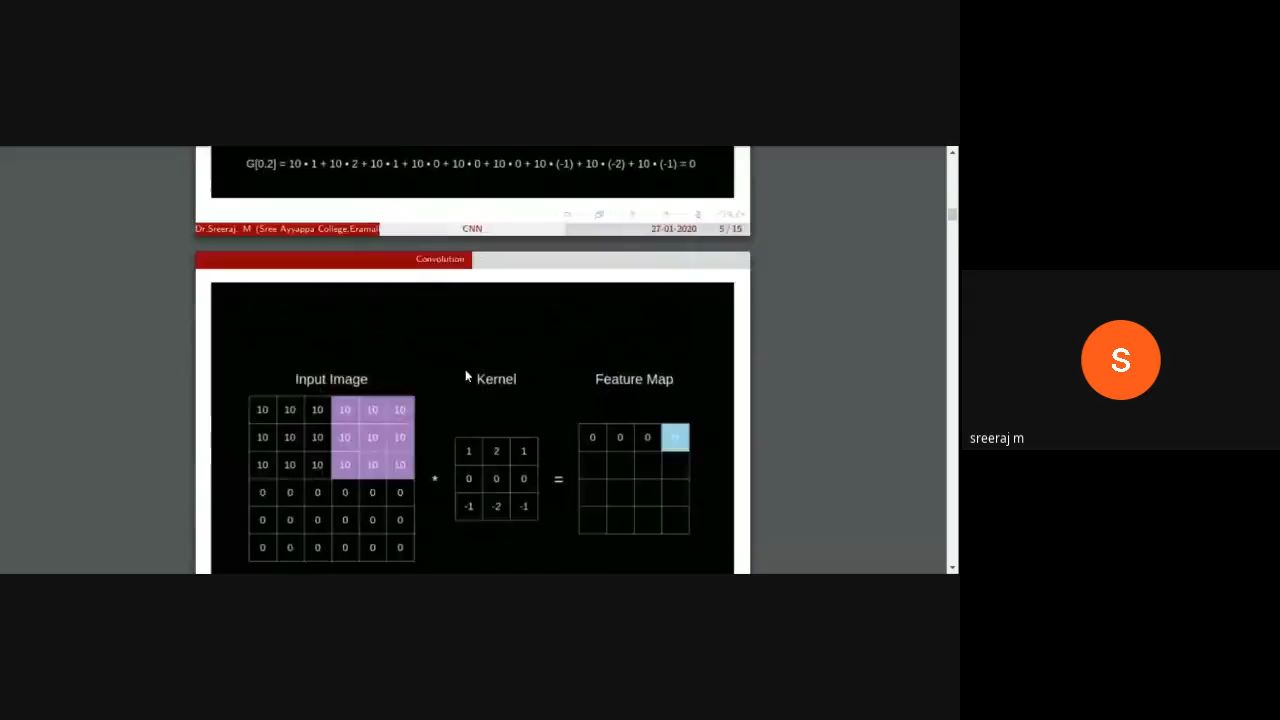 G[0.2] = 10 • 1 + 10 • 2 + 10 • 1 + 10 • 0 + 10 • 0 + 10 • 0 + 10 • (-1) + 10 • (-2) + 10 • (-1) = 0
Dr.Sreeraj. M (Sree Ayyappa College,Eramal CNN 27-01-2020 5 / 15
Convolution
Input Image Kernel Feature Map
10 10 10 10 10 10
10 10 10 10 10 10
10 10 10 10 10 10
0 0 0 0 0 0
0 0 0 0 0 0
0 0 0 0 0 0
*
1 2 1
0 0 0
-1 -2 -1
=
0 0 0
S
sreeraj m